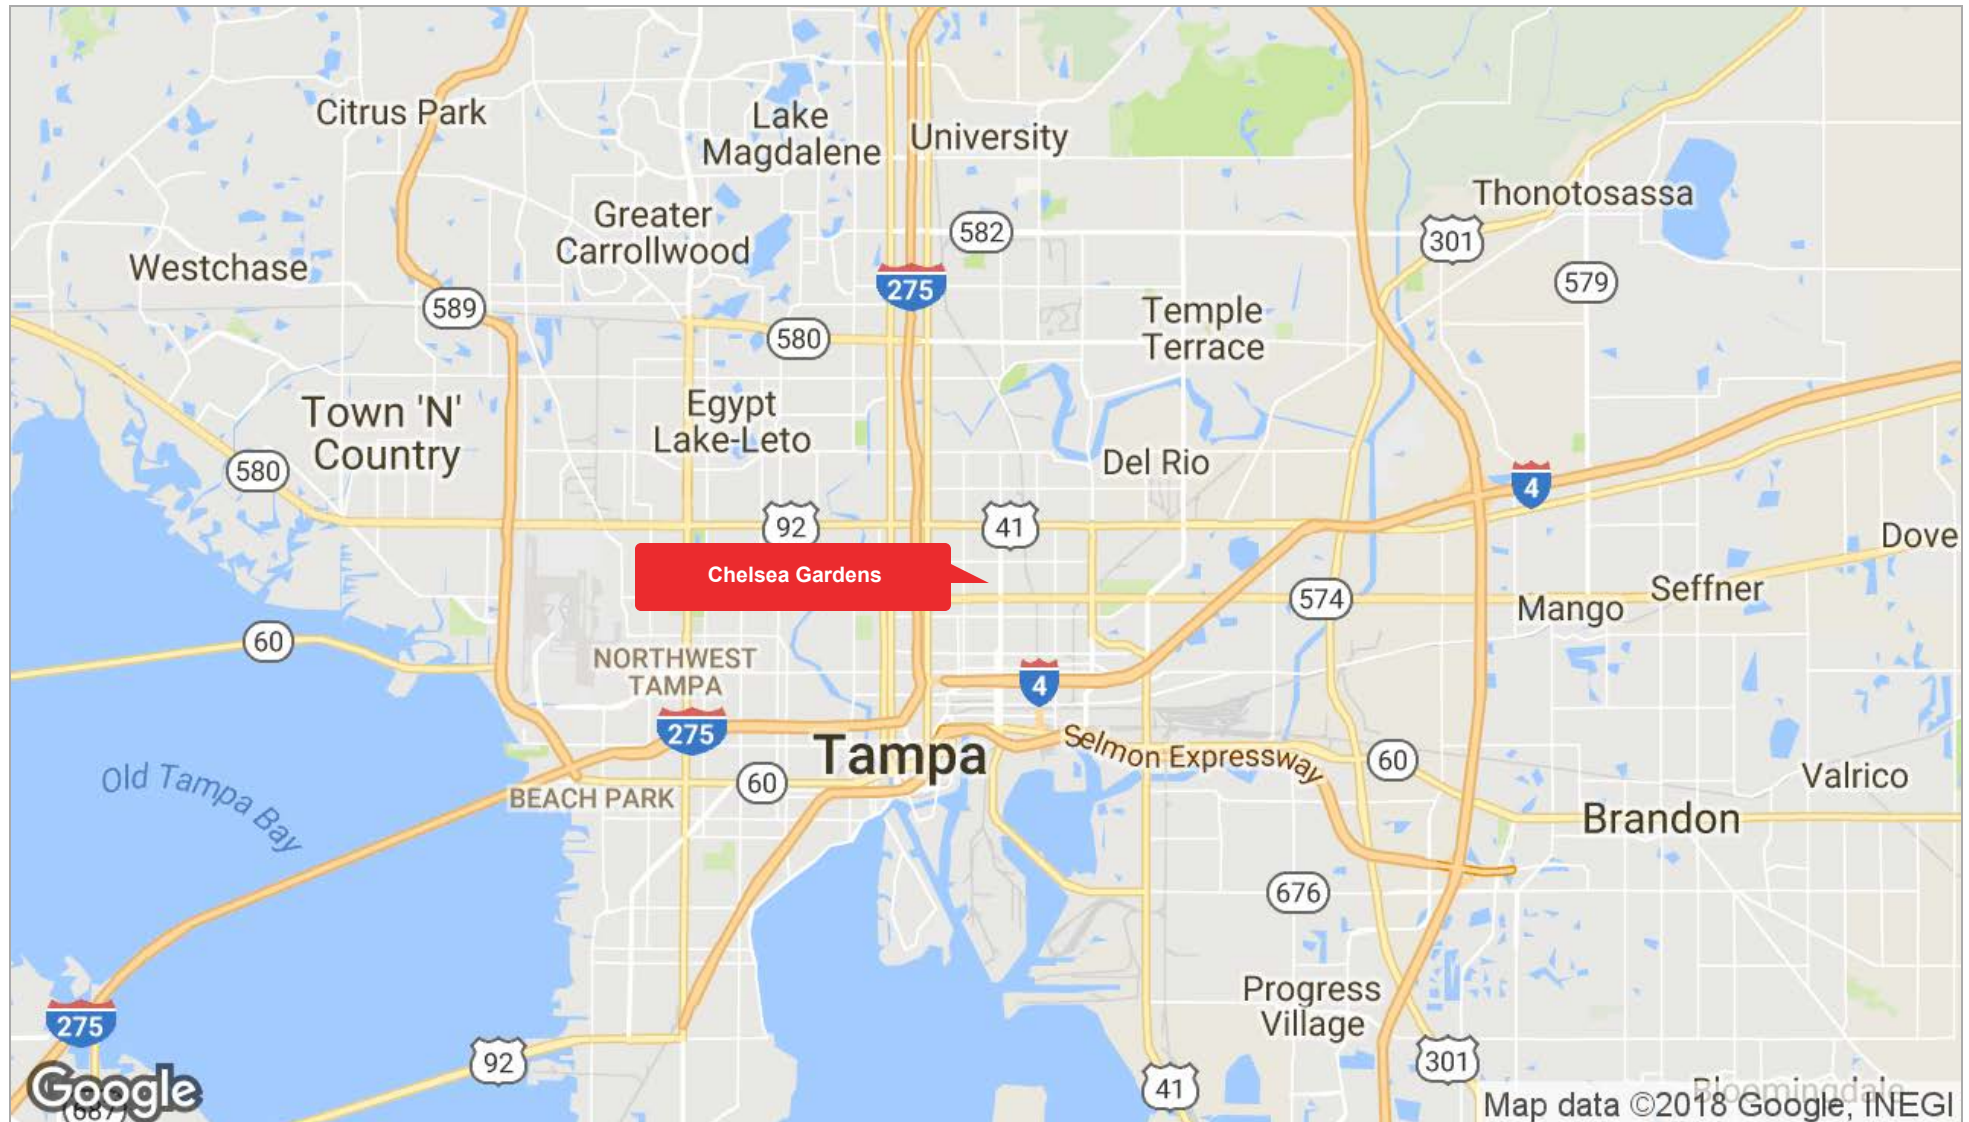 Citrus Park
Lake
Magdalene
University
Thonotosassa
Greater
Carrollwood
582
301
Westchase
275
579
589
Temple
Terrace
580
Town 'N'
Country
Egypt
Lake-Leto
Del Rio
580
4
92
41
Dove
Chelsea Gardens
574
Mango
Seffner
60
NORTHWEST
TAMPA
4
275
Tampa
Selmon Expressway
60
60
Old Tampa Bay
BEACH PARK
Valrico
Brandon
676
Progress
Village
275
92
301
41
Google
687
Bloomingdale
Map data ©2018 Google, INEGI